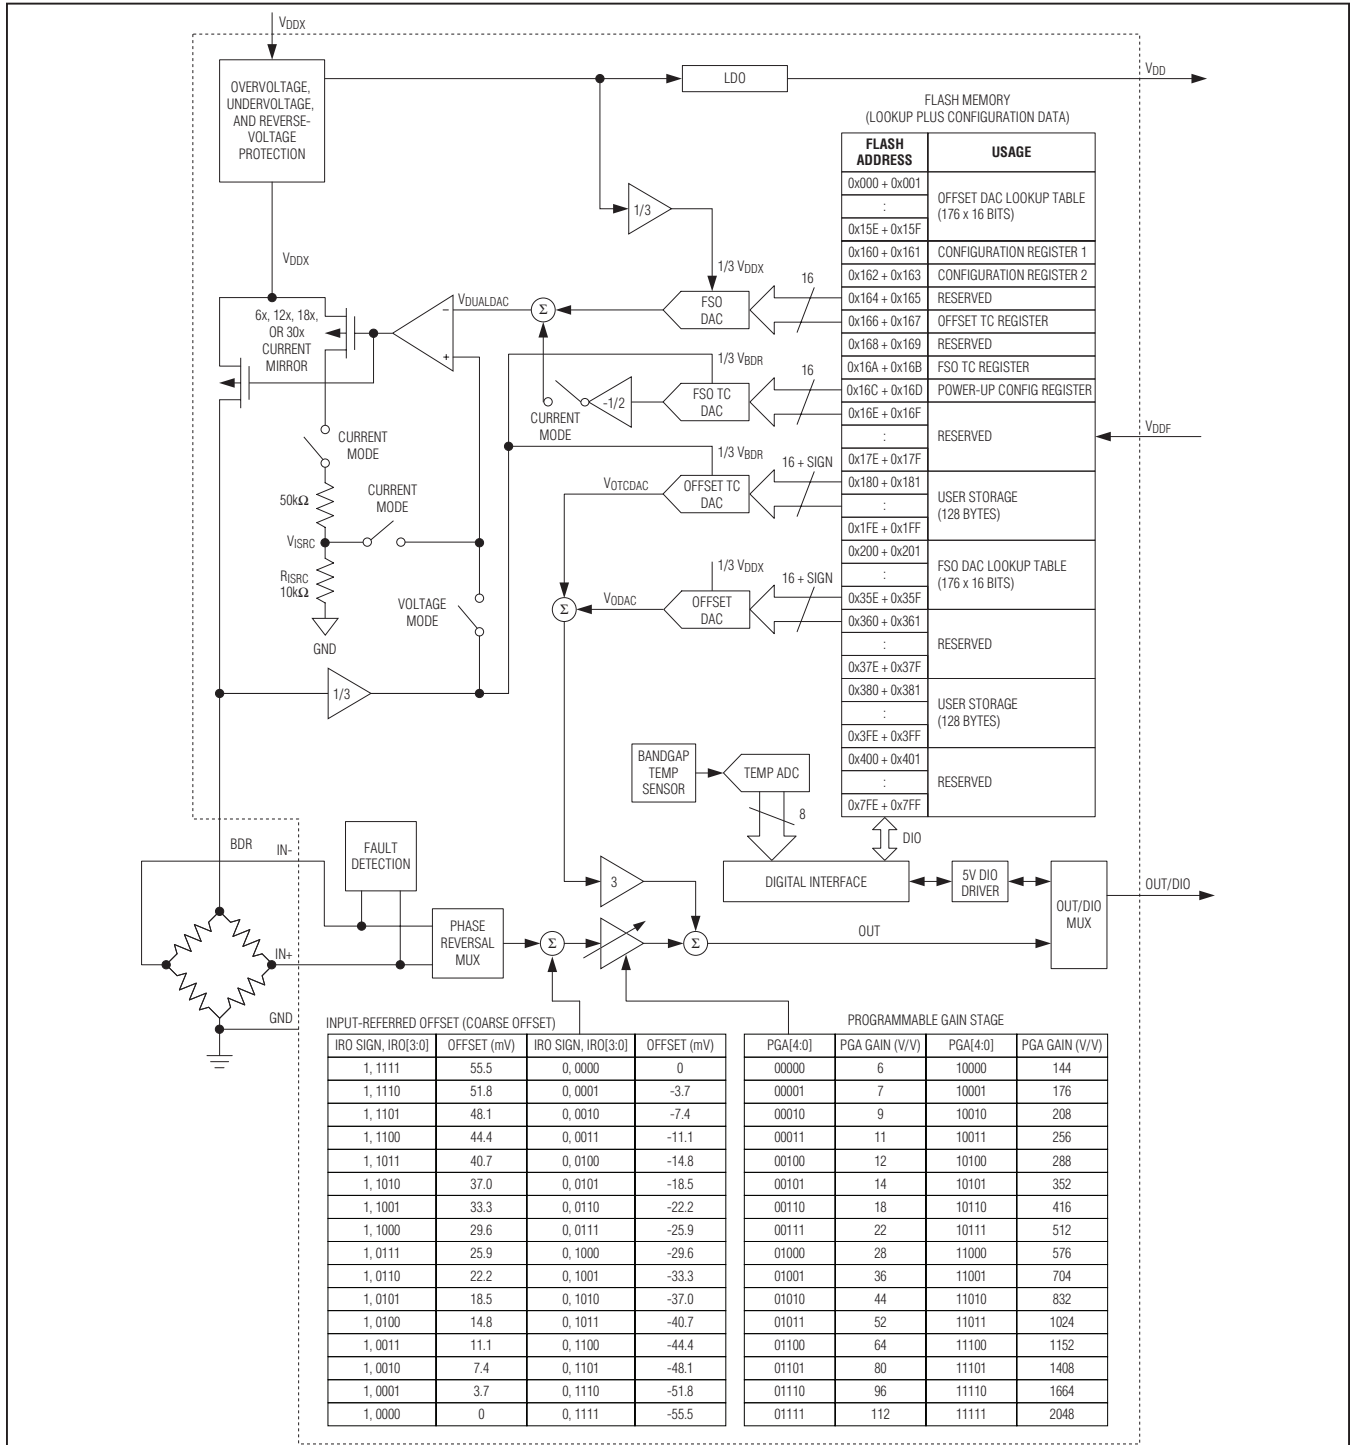 VDDX
OVERVOLTAGE,
UNDERVOLTAGE,
AND REVERSE-
VOLTAGE
PROTECTION
LDO
VDD
1/3
VDDX
6x, 12x, 18x,
OR 30x
CURRENT
MIRROR
VDUALDAC
Σ
1/3 VDDX
FSO
DAC
16
1/3 VBDR
FSO TC
DAC
16
-1/2
CURRENT
MODE
CURRENT
MODE
50kΩ
CURRENT
MODE
VISRC
RISRC
10kΩ
GND
VOLTAGE
MODE
1/3
1/3 VBDR
VOTCDAC
OFFSET TC
DAC
16 + SIGN
1/3 VDDX
Σ
VODAC
OFFSET
DAC
16 + SIGN
FLASH MEMORY
(LOOKUP PLUS CONFIGURATION DATA)
FLASH ADDRESS USAGE
0x000 + 0x001
:
0x15E + 0x15F
OFFSET DAC LOOKUP TABLE
(176 x 16 BITS)
0x160 + 0x161 CONFIGURATION REGISTER 1
0x162 + 0x163 CONFIGURATION REGISTER 2
0x164 + 0x165 RESERVED
0x166 + 0x167 OFFSET TC REGISTER
0x168 + 0x169 RESERVED
0x16A + 0x16B FSO TC REGISTER
0x16C + 0x16D POWER-UP CONFIG REGISTER
0x16E + 0x16F
:
0x17E + 0x17F
RESERVED
VDDF
0x180 + 0x181
:
0x1FE + 0x1FF
USER STORAGE
(128 BYTES)
0x200 + 0x201
:
0x35E + 0x35F
FSO DAC LOOKUP TABLE
(176 x 16 BITS)
0x360 + 0x361
:
0x37E + 0x37F
RESERVED
0x380 + 0x381
:
0x3FE + 0x3FF
USER STORAGE
(128 BYTES)
0x400 + 0x401
:
0x7FE + 0x7FF
RESERVED
BANDGAP
TEMP
SENSOR
TEMP ADC
8
DIO
DIGITAL INTERFACE
5V DIO
DRIVER
OUT/DIO
MUX
OUT/DIO
BDR
IN-
FAULT
DETECTION
IN+
PHASE
REVERSAL
MUX
Σ
3
Σ
OUT
GND
INPUT-REFERRED OFFSET (COARSE OFFSET)
IRO SIGN, IRO[3:0] OFFSET (mV) IRO SIGN, IRO[3:0] OFFSET (mV)
1, 1111 55.5 0, 0000 0
1, 1110 51.8 0, 0001 -3.7
1, 1101 48.1 0, 0010 -7.4
1, 1100 44.4 0, 0011 -11.1
1, 1011 40.7 0, 0100 -14.8
1, 1010 37.0 0, 0101 -18.5
1, 1001 33.3 0, 0110 -22.2
1, 1000 29.6 0, 0111 -25.9
1, 0111 25.9 0, 1000 -29.6
1, 0110 22.2 0, 1001 -33.3
1, 0101 18.5 0, 1010 -37.0
1, 0100 14.8 0, 1011 -40.7
1, 0011 11.1 0, 1100 -44.4
1, 0010 7.4 0, 1101 -48.1
1, 0001 3.7 0, 1110 -51.8
1, 0000 0 0, 1111 -55.5
PROGRAMMABLE GAIN STAGE
PGA[4:0] PGA GAIN (V/V) PGA[4:0] PGA GAIN (V/V)
00000 6 10000 144
00001 7 10001 176
00010 9 10010 208
00011 11 10011 256
00100 12 10100 288
00101 14 10101 352
00110 18 10110 416
00111 22 10111 512
01000 28 11000 576
01001 36 11001 704
01010 44 11010 832
01011 52 11011 1024
01100 64 11100 1152
01101 80 11101 1408
01110 96 11110 1664
01111 112 11111 2048